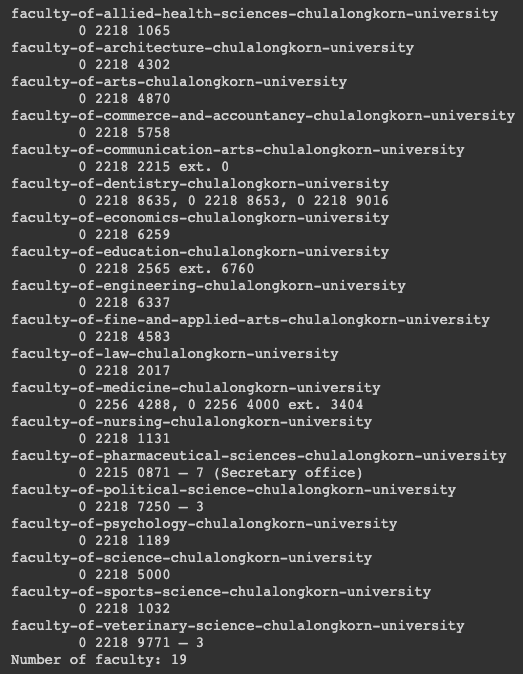 faculty-of-allied-health-sciences-chulalongkorn-university
0 2218 1065
faculty-of-architecture-chulalongkorn-university
0 2218 4302
faculty-of-arts-chulalongkorn-university
0 2218 4870
faculty-of-commerce-and-accountancy-chulalongkorn-university
0 2218 5758
faculty-of-communication-arts-chulalongkorn-university
0 2218 2215 ext. 0
faculty-of-dentistry-chulalongkorn-university
0 2218 8635, 0 2218 8653, 0 2218 9016
faculty-of-economics-chulalongkorn-university
0 2218 6259
faculty-of-education-chulalongkorn-university
0 2218 2565 ext. 6760
faculty-of-engineering-chulalongkorn-university
0 2218 6337
faculty-of-fine-and-applied-arts-chulalongkorn-university
0 2218 4583
faculty-of-law-chulalongkorn-university
0 2218 2017
faculty-of-medicine-chulalongkorn-university
0 2256 4288, 0 2256 4000 ext. 3404
faculty-of-nursing-chulalongkorn-university
0 2218 1131
faculty-of-pharmaceutical-sciences-chulalongkorn-university
0 2215 0871 – 7 (Secretary office)
faculty-of-political-science-chulalongkorn-university
0 2218 7250 – 3
faculty-of-psychology-chulalongkorn-university
0 2218 1189
faculty-of-science-chulalongkorn-university
0 2218 5000
faculty-of-sports-science-chulalongkorn-university
0 2218 1032
faculty-of-veterinary-science-chulalongkorn-university
0 2218 9771 – 3
Number of faculty: 19